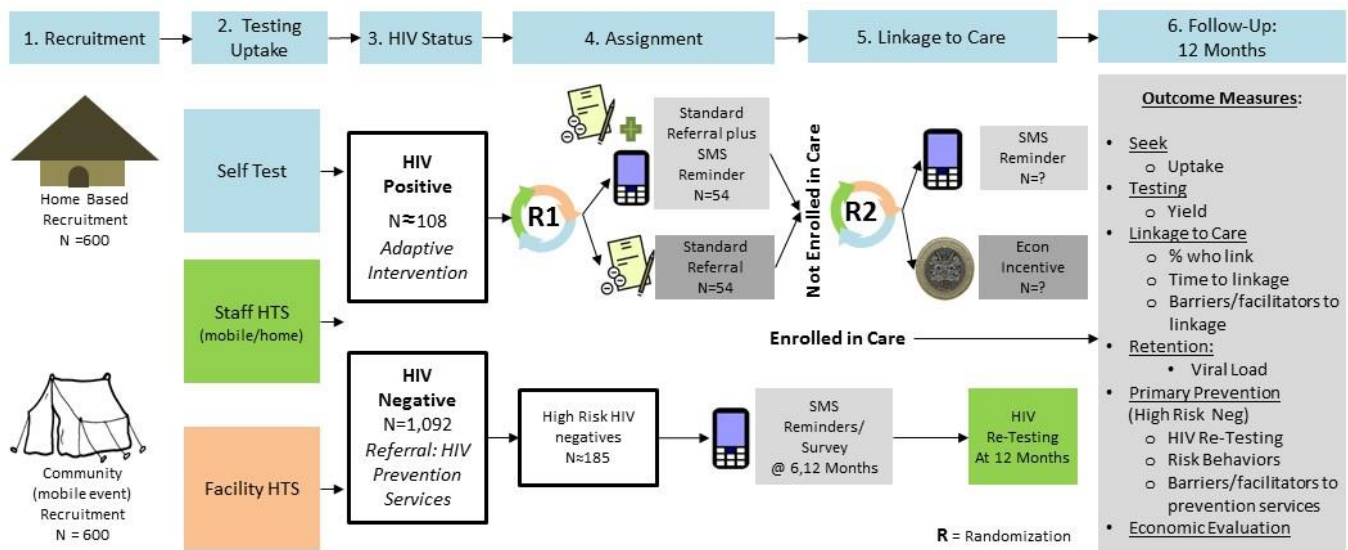 1. Recruitment
2. Testing
Uptake
3. HIV Status
4. Assignment
5. Linkage to Care
6. Follow-Up:
12 Months
Home Based
Recruitment
N =600
Community
(mobile event)
Recruitment
N = 600
Self Test
Staff HTS
(mobile/home)
Facility HTS
HIV
Positive
N≈108
Adaptive
Intervention
HIV
Negative
N=1,092
Referral: HIV
Prevention
Services
R1
Standard
Referral plus
SMS
Reminder
N=54
Standard
Referral
N=54
Not Enrolled in Care
R2
SMS
Reminder
N=?
Econ
Incentive
N=?
Enrolled in Care
High Risk HIV
negatives
N≈185
SMS
Reminders/
Survey
@ 6,12 Months
HIV
Re-Testing
At 12 Months
R = Randomization
Outcome Measures:
• Seek
o Uptake
• Testing
o Yield
• Linkage to Care
o % who link
o Time to linkage
o Barriers/facilitators to
linkage
• Retention:
• Viral Load
• Primary Prevention
(High Risk Neg)
o HIV Re-Testing
o Risk Behaviors
o Barriers/facilitators to
prevention services
• Economic Evaluation